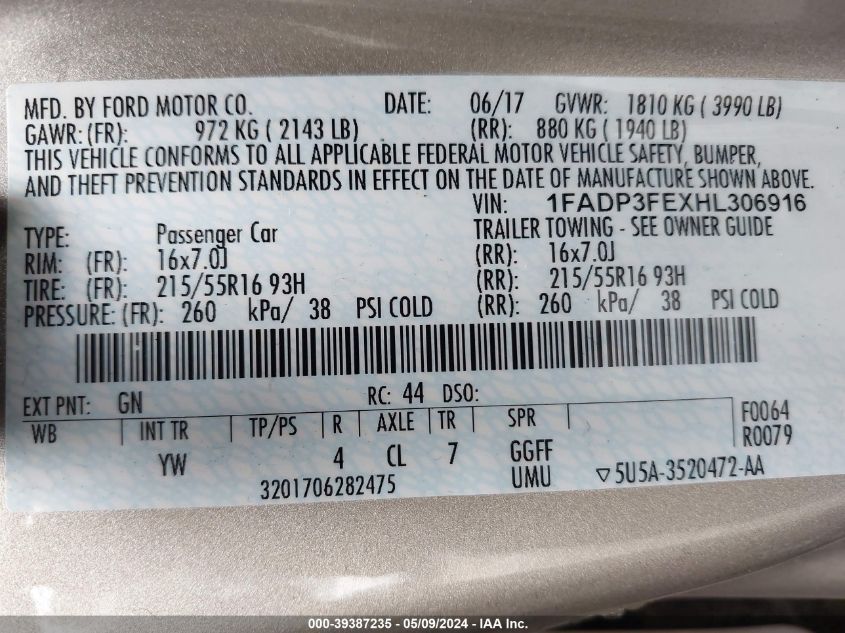 MFD. BY FORD MOTOR CO. DATE: 06/17 GVWR: 1810 KG ( 3990 LB)
GAWR: (FR): 972 KG ( 2143 LB) (RR): 880 KG ( 1940 LB)
THIS VEHICLE CONFORMS TO ALL APPLICABLE FEDERAL MOTOR VEHICLE SAFETY, BUMPER,
AND THEFT PREVENTION STANDARDS IN EFFECT ON THE DATE OF MANUFACTURE SHOWN ABOVE.
VIN: 1FADP3FEXHL306916
TYPE: Passenger Car TRAILER TOWING - SEE OWNER GUIDE
RIM: (FR): 16x7.0J (RR): 16x7.0J
TIRE: (FR): 215/55R16 93H (RR): 215/55R16 93H
PRESSURE: (FR): 260 kPa/ 38 PSI COLD (RR): 260 kPa/ 38 PSI COLD
EXT PNT: GN RC: 44 DSO:
WB INT TR TP/PS R AXLE TR SPR F0064
R0079
YW 4 CL 7 GGFF
3201706282475 UMU ▽5U5A-3520472-AA
000-39387235 - 05/09/2024 - IAA Inc.